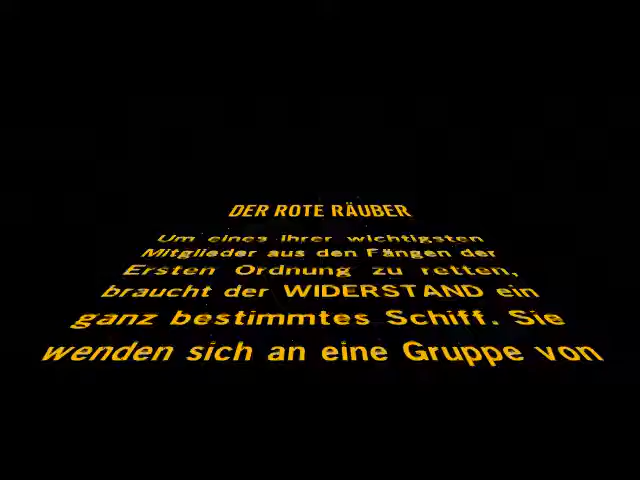 DER ROTE RÄUBER
Um eines ihrer wichtigsten
Mitglieder aus den Fängen der
Ersten Ordnung zu retten,
braucht der WIDERSTAND ein
ganz bestimmtes Schiff. Sie
wenden sich an eine Gruppe von